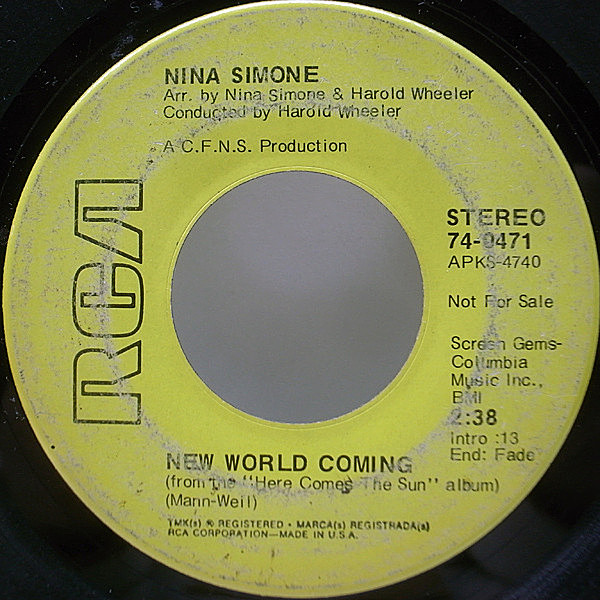 NINA SIMONE
Arr. by Nina Simone & Harold Wheeler
Conducted by Harold Wheeler
A C.F.N.S. Production
RCA
STEREO
74-0471
APKS-4740
Not For Sale
Screen Gems-
Columbia
Music Inc.,
BMI
2:38
Intro :13
End: Fade
NEW WORLD COMING
(from the "Here Comes The Sun" album)
(Mann-Weil)
TMK(s) ® REGISTERED • MARCA(s) REGISTRADA(s)
RCA CORPORATION—MADE IN U.S.A.